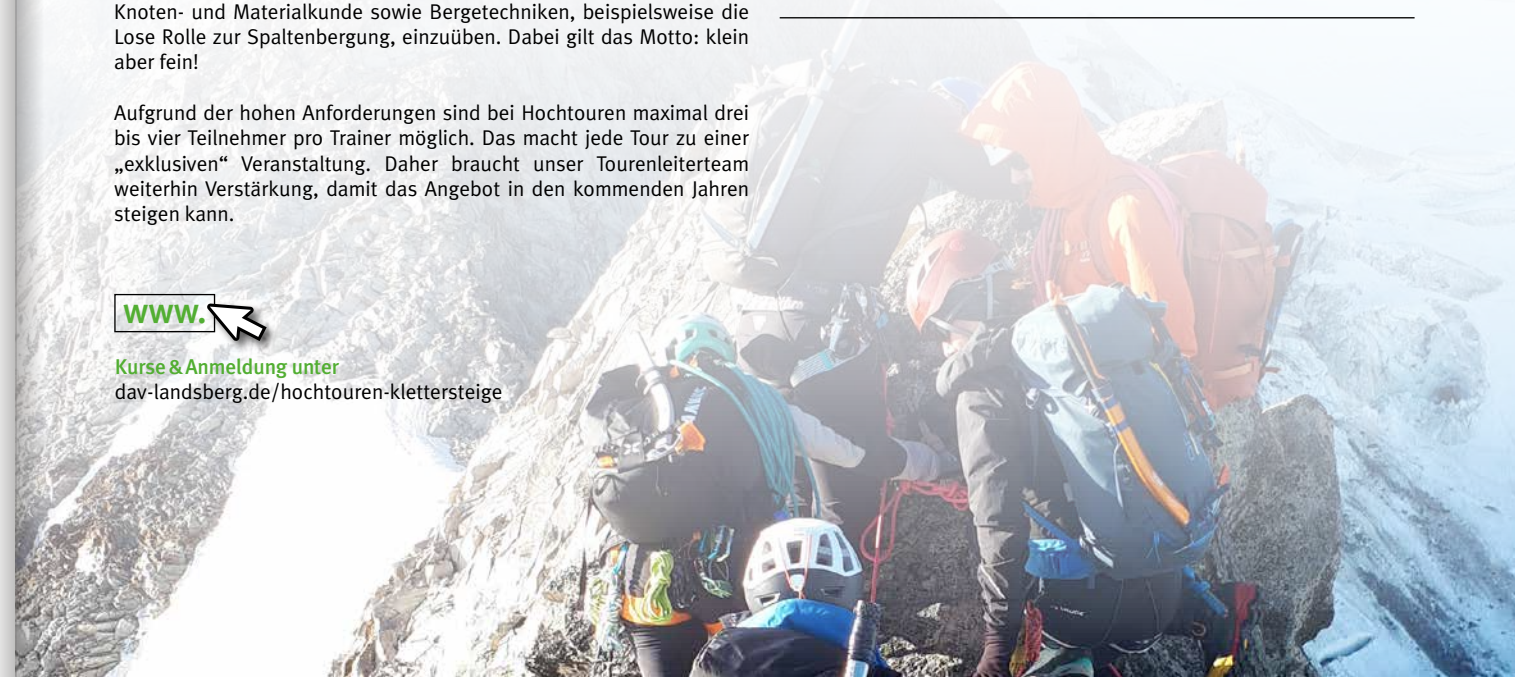 Knoten- und Materialkunde sowie Bergetechniken, beispielsweise die
Lose Rolle zur Spaltenbergung, einzuüben. Dabei gilt das Motto: klein
aber fein!
Aufgrund der hohen Anforderungen sind bei Hochtouren maximal drei
bis vier Teilnehmer pro Trainer möglich. Das macht jede Tour zu einer
„exklusiven“ Veranstaltung. Daher braucht unser Tourenleiterteam
weiterhin Verstärkung, damit das Angebot in den kommenden Jahren
steigen kann.
www.
Kurse & Anmeldung unter
dav-landsberg.de/hochtouren-klettersteige